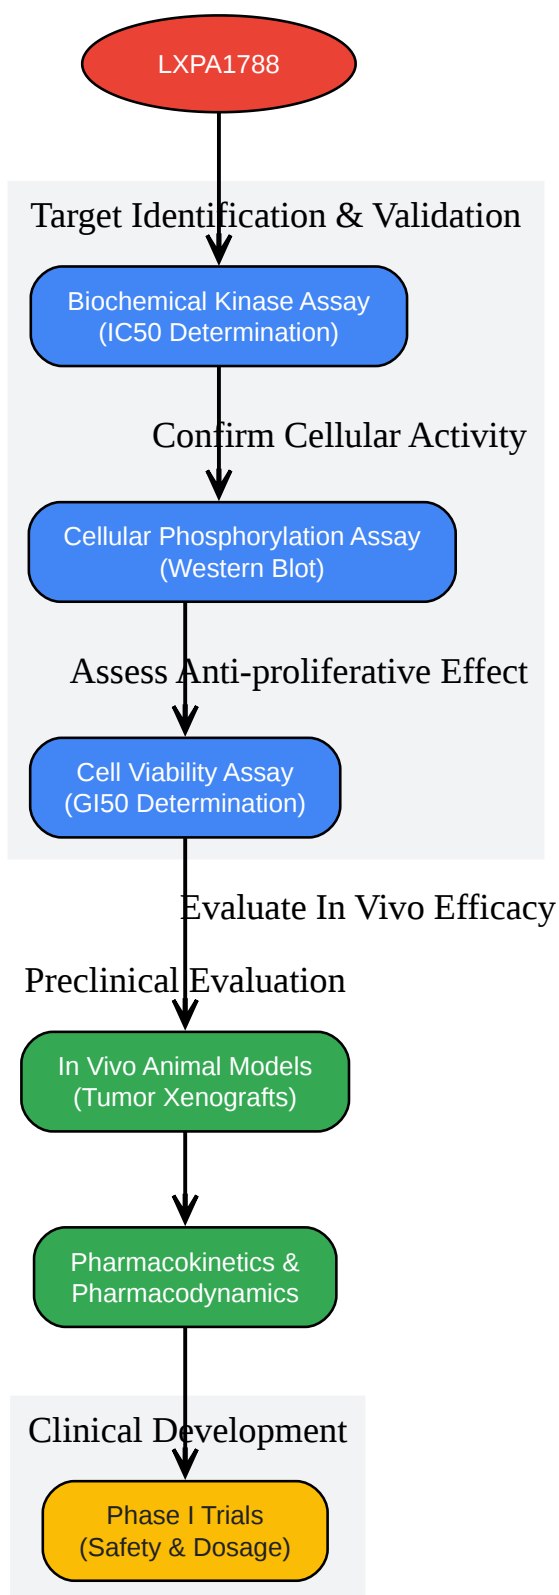 LXPA1788
Target Identification & Validation
Biochemical Kinase Assay
(IC50 Determination)
Confirm Cellular Activity
Cellular Phosphorylation Assay
(Western Blot)
Assess Anti-proliferative Effect
Cell Viability Assay
(GI50 Determination)
Evaluate In Vivo Efficacy
Preclinical Evaluation
In Vivo Animal Models
(Tumor Xenografts)
Pharmacokinetics &
Pharmacodynamics
Clinical Development
Phase I Trials
(Safety & Dosage)